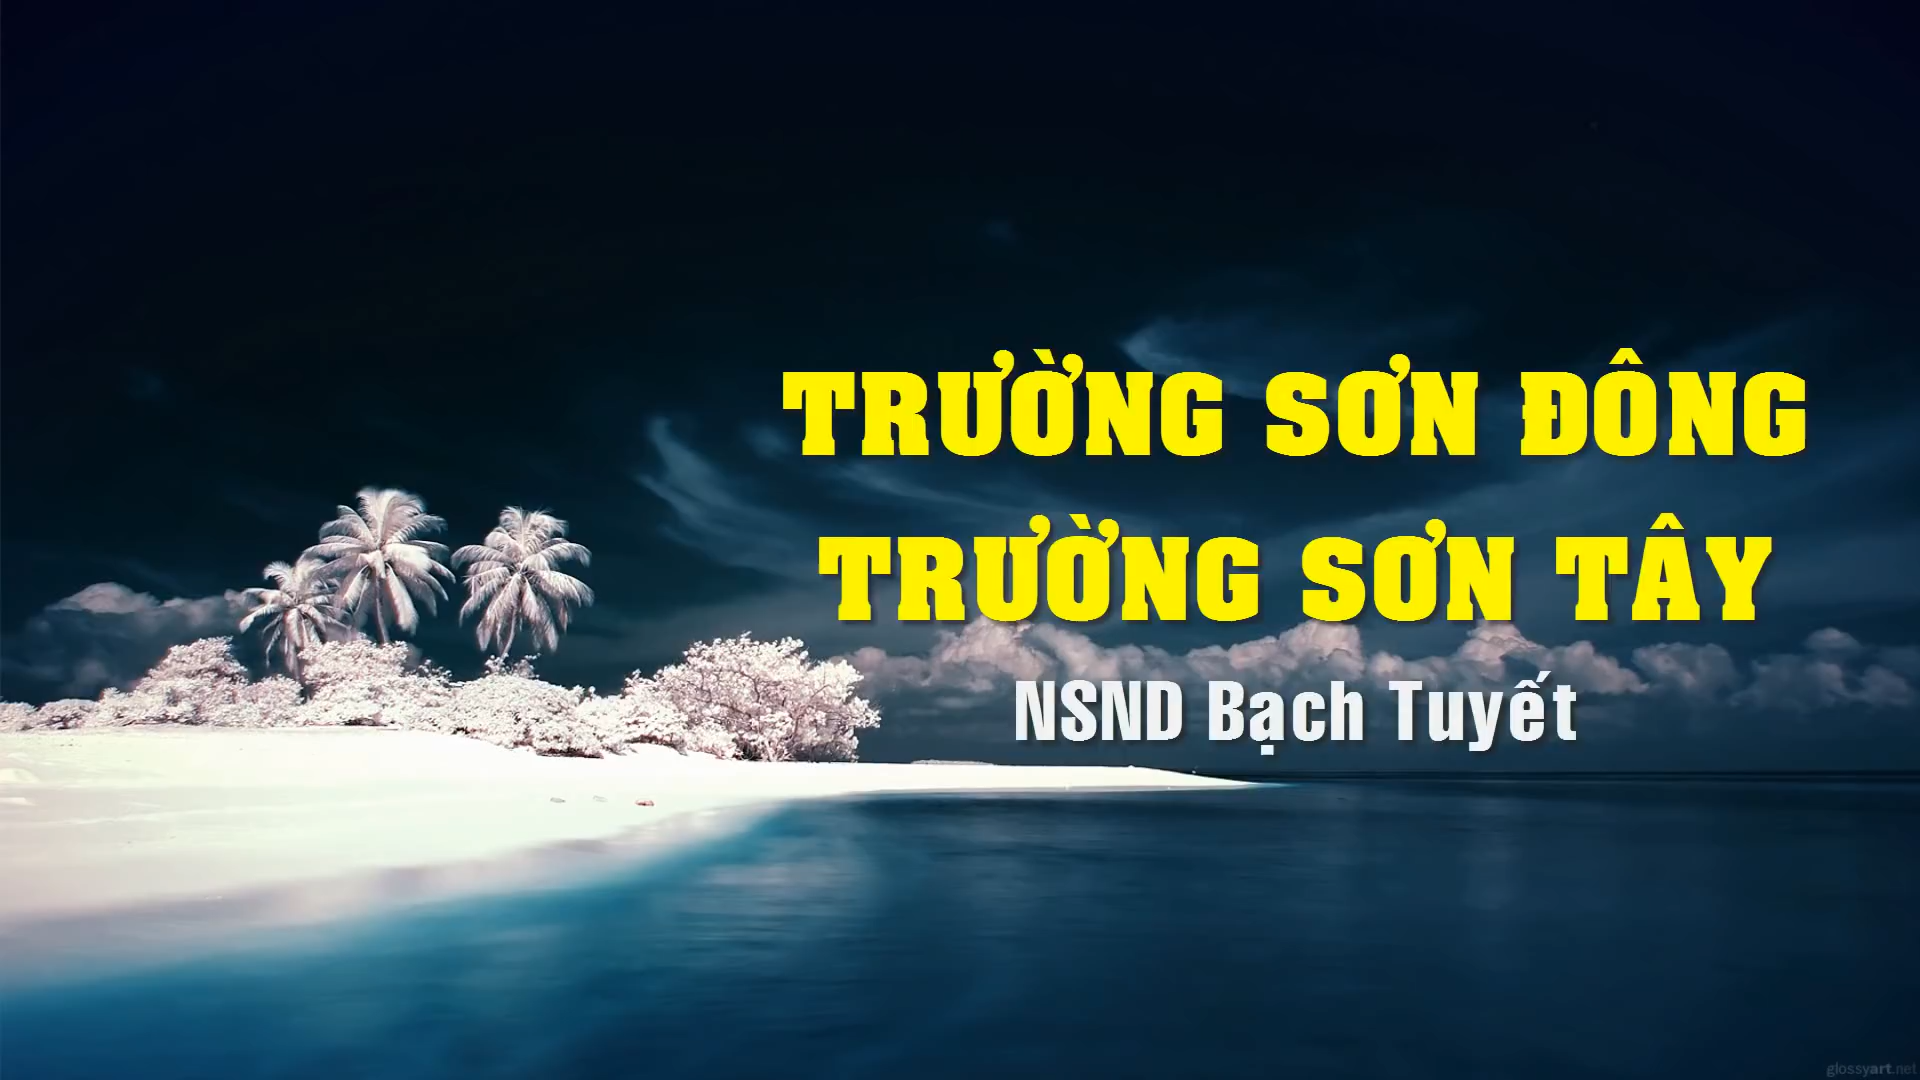 TRƯỜNG SƠN ĐÔNG
TRƯỜNG SƠN TÂY
NSND Bạch Tuyết
glossyart.net